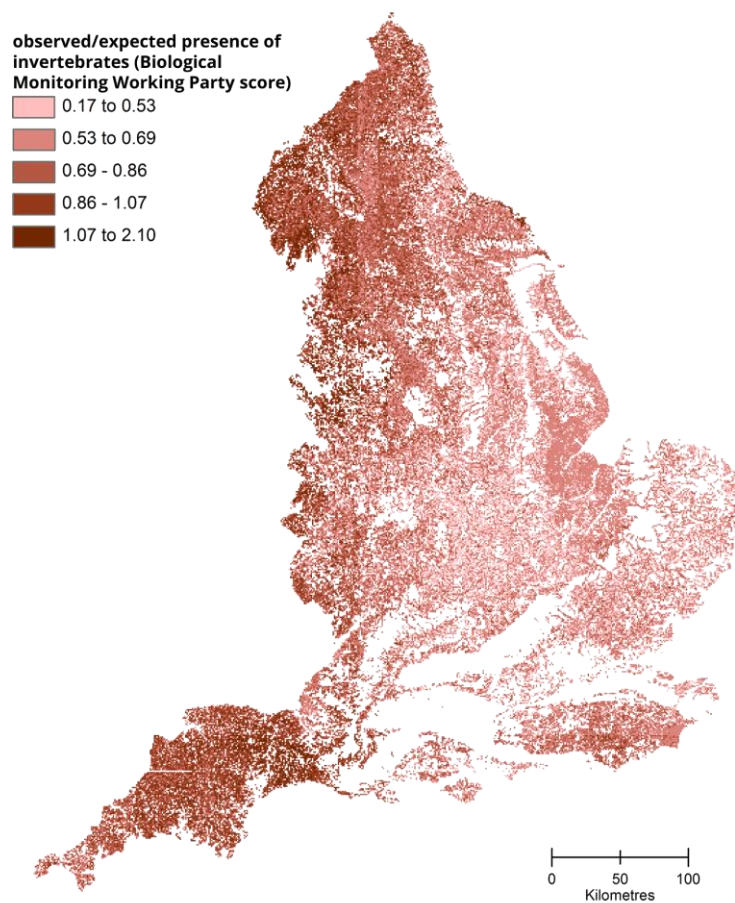 observed/expected presence of
invertebrates (Biological
Monitoring Working Party score)
0.17 to 0.53
0.53 to 0.69
0.69 - 0.86
0.86 - 1.07
1.07 to 2.10
0 50 100
Kilometres